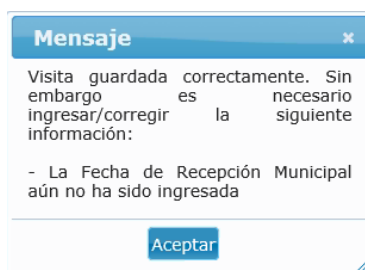 Mensaje
Visita guardada correctamente. Sin
embargo es necesario
ingresar/corregir la siguiente
información:
- La Fecha de Recepción Municipal
aún no ha sido ingresada
Aceptar